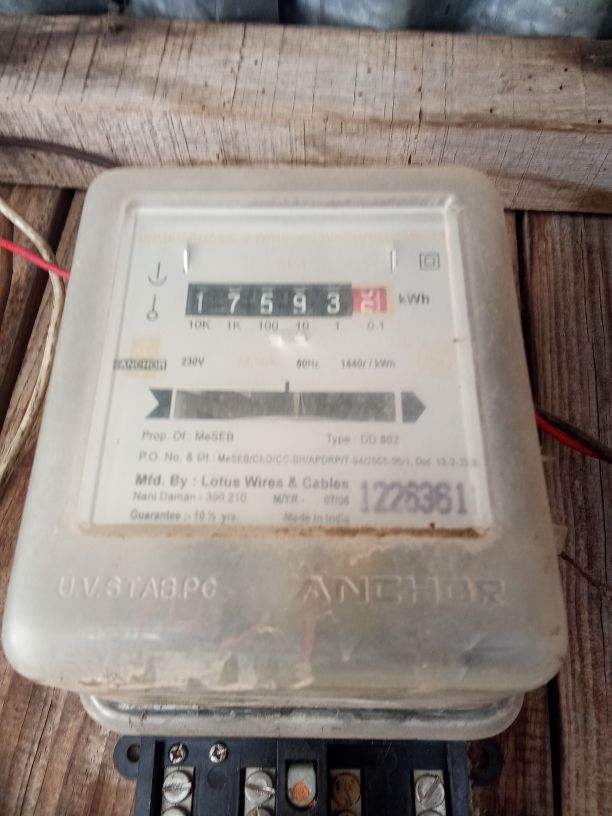 1 7 5 9 3 kWh
10K 1K 100 10 1 0.1
ANCHOR 230V 50Hz 1440r / kWh
Prop. Of : MeSEB Type : DD 862
P.O. No. & Dt :
Mfd. By : Lotus Wires & Cables
Nani Daman - 396 210 M/YR - 07/06 1226361
Guarantee :- 10 ½ yrs. Made in India
U.V.STAB.PC ANCHOR